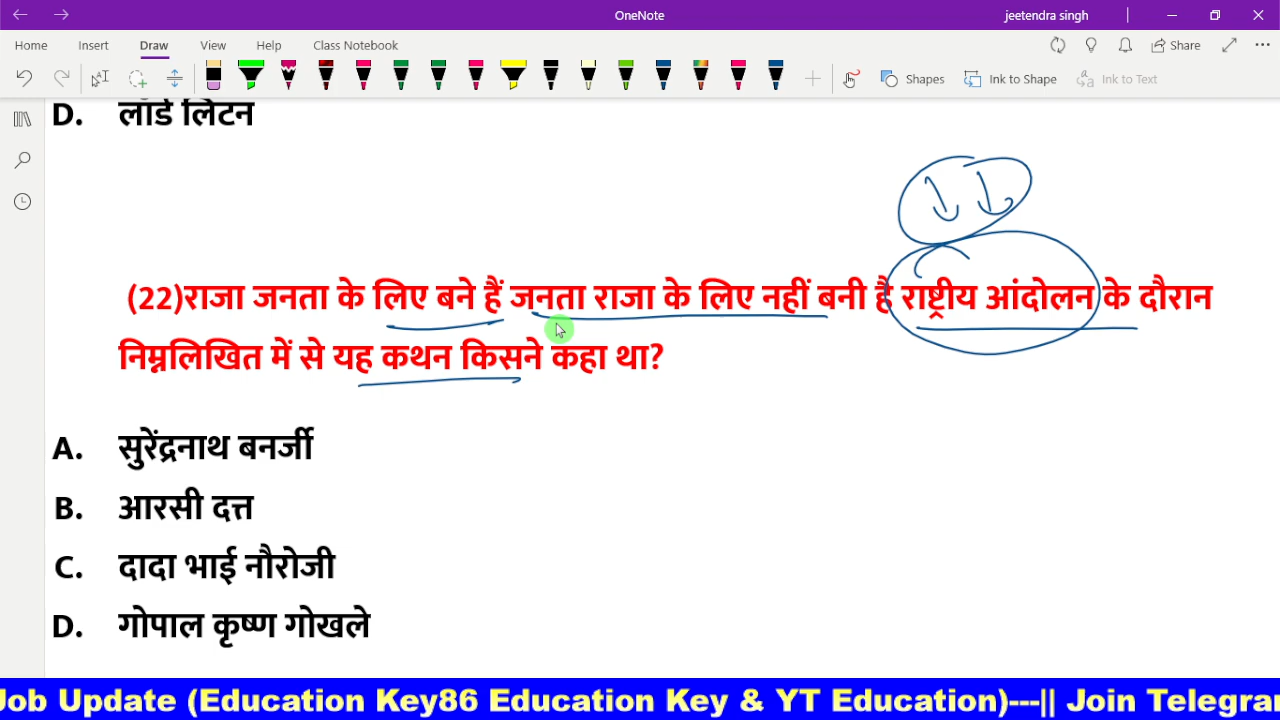 OneNote
jeetendra singh
Home Insert Draw View Help Class Notebook
Share
Shapes Ink to Shape Ink to Text
D. लॉर्ड लिटन
(22)राजा जनता के लिए बने हैं जनता राजा के लिए नहीं बनी है राष्ट्रीय आंदोलन के दौरान
निम्नलिखित में से यह कथन किसने कहा था?
A. सुरेंद्रनाथ बनर्जी
B. आरसी दत्त
C. दादा भाई नौरोजी
D. गोपाल कृष्ण गोखले
Job Update (Education Key86 Education Key & YT Education)---|| Join Telegra